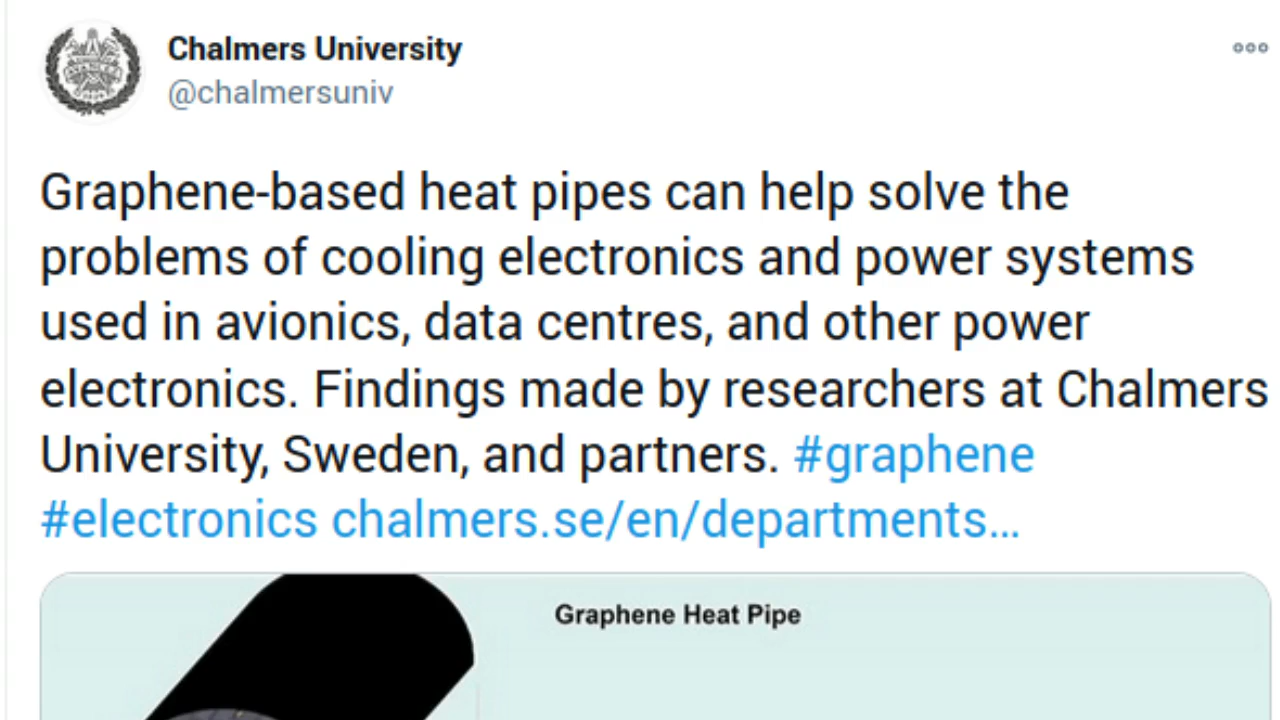 Chalmers University
@chalmersuniv
Graphene-based heat pipes can help solve the
problems of cooling electronics and power systems
used in avionics, data centres, and other power
electronics. Findings made by researchers at Chalmers
University, Sweden, and partners. #graphene
#electronics chalmers.se/en/departments…
Graphene Heat Pipe